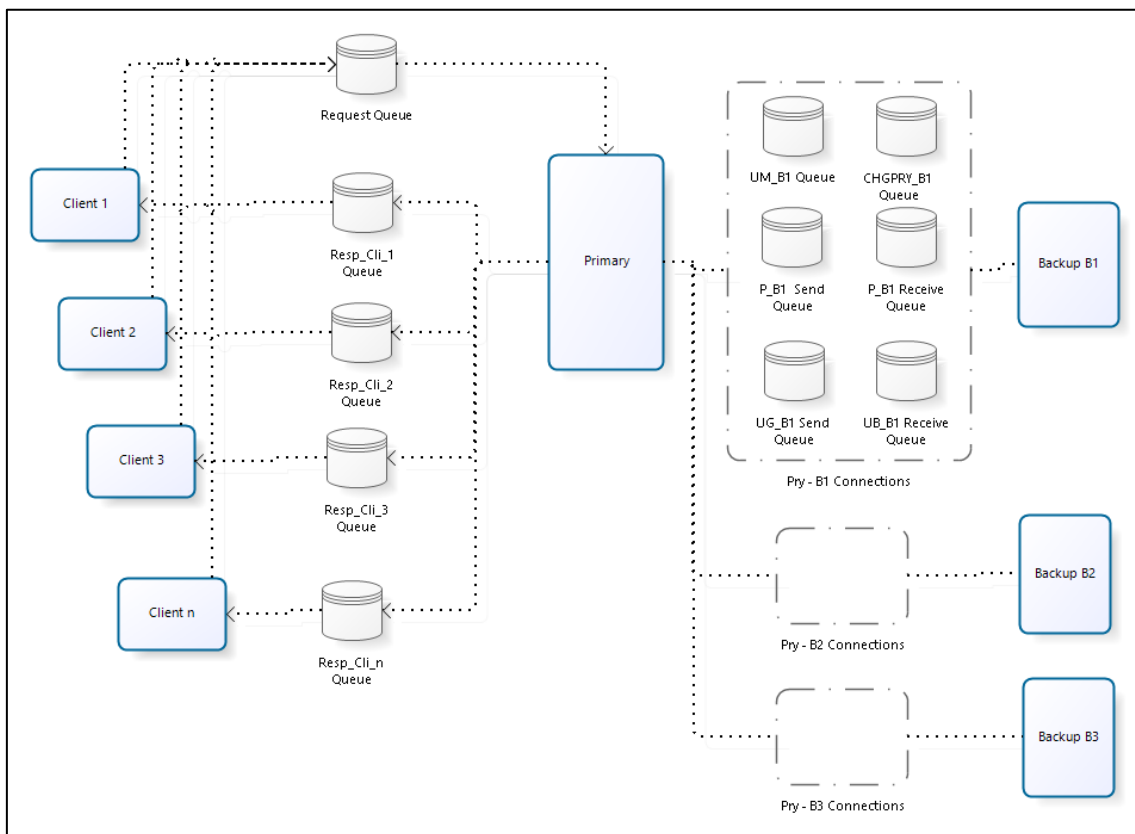 Request Queue
Client 1
Resp_Cli_1
Queue
Client 2
Resp_Cli_2
Queue
Client 3
Resp_Cli_3
Queue
Client n
Resp_Cli_n
Queue
Primary
UM_B1 Queue
CHGPRY_B1
Queue
P_B1 Send
Queue
P_B1 Receive
Queue
UG_B1 Send
Queue
UB_B1 Receive
Queue
Pry - B1 Connections
Backup B1
Pry - B2 Connections
Backup B2
Pry - B3 Connections
Backup B3